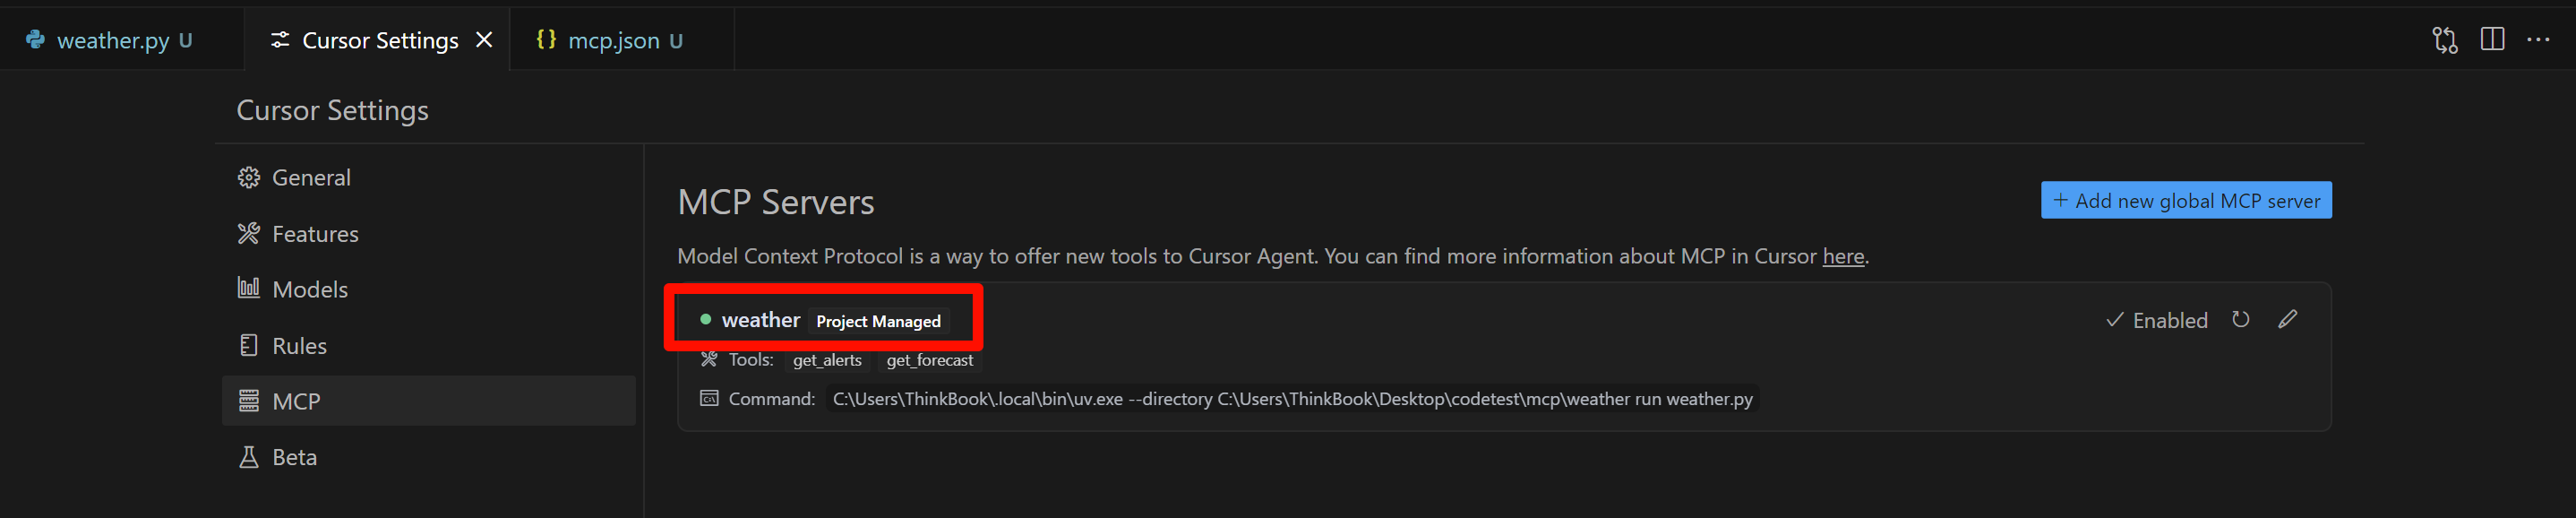 weather.py U
Cursor Settings
{} mcp.json U
Cursor Settings
General
Features
Models
Rules
MCP
Beta
MCP Servers
+ Add new global MCP server
Model Context Protocol is a way to offer new tools to Cursor Agent. You can find more information about MCP in Cursor here.
weather Project Managed
Enabled
Tools: get_alerts get_forecast
Command: C:\Users\ThinkBook\.local\bin\uv.exe --directory C:\Users\ThinkBook\Desktop\codetest\mcp\weather run weather.py